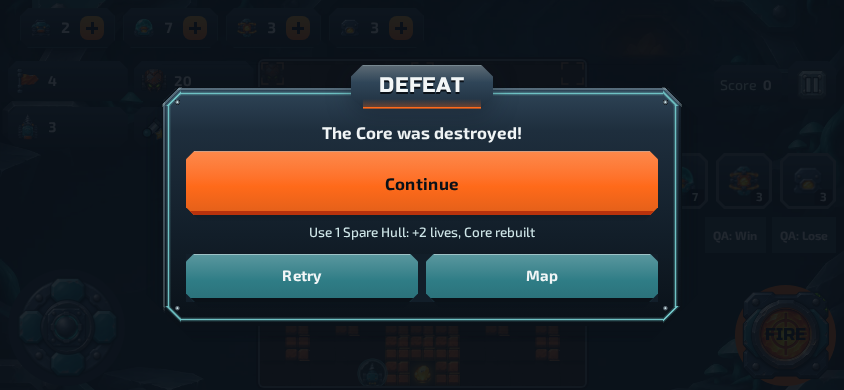 2 + 7 + 3 + 3 +
4 20
Score 0
3
DEFEAT
The Core was destroyed!
Continue
Use 1 Spare Hull: +2 lives, Core rebuilt
Retry Map
7 3 3
QA: Win QA: Lose
FIRE